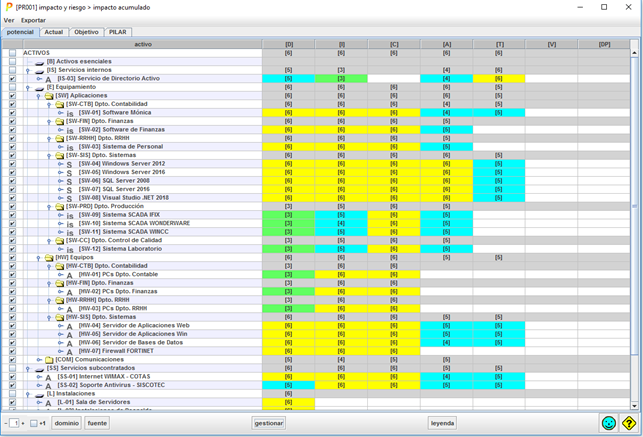 [PR001] impacto y riesgo > impacto acumulado
Ver Exportar
potencial Actual Objetivo PILAR
activo [D] [I] [C] [A] [T] [V] [DP]
ACTIVOS [6] [6] [6] [6] [6]
[B] Activos esenciales
[IS] Servicios internos [5] [3] [4] [6]
[IS-03] Servicio de Directorio Activo [5] [3] [4] [6]
[E] Equipamiento [6] [6] [6] [6] [5]
[SW] Aplicaciones [6] [6] [6] [6] [5]
[SW-CTB] Dpto. Contabilidad [6] [6] [6] [4] [5]
[SW-01] Software Mónica [6] [6] [6] [4] [5]
[SW-FIN] Dpto. Finanzas [6] [6] [6] [5]
[SW-02] Software de Finanzas [6] [6] [6] [5]
[SW-RRHH] Dpto. RRHH [6] [6] [6] [5]
[SW-03] Sistema de Personal [6] [6] [6] [5]
[SW-SIS] Dpto. Sistemas [6] [6] [6] [6] [5]
[SW-04] Windows Server 2012 [6] [6] [6] [6] [5]
[SW-05] Windows Server 2016 [6] [6] [6] [6] [5]
[SW-06] SQL Server 2008 [6] [6] [6] [6] [5]
[SW-07] SQL Server 2016 [6] [6] [6] [6] [5]
[SW-08] Visual Studio .NET 2018 [6] [6] [6] [6] [5]
[SW-PRD] Dpto. Producción [3] [5] [6] [5]
[SW-09] Sistema SCADA IFIX [3] [5] [6] [5]
[SW-10] Sistema SCADA WONDERWARE [3] [4] [6] [5]
[SW-11] Sistema SCADA WINCC [3] [5] [6] [5]
[SW-CC] Dpto. Control de Calidad [3] [5] [6] [5]
[SW-12] Sistema Laboratorio [3] [5] [6] [5]
[HW] Equipos [6] [6] [6] [5] [5]
[HW-CTB] Dpto. Contabilidad [3] [6] [6]
[HW-01] PCs Dpto. Contable [3] [6] [6]
[HW-FIN] Dpto. Finanzas [3] [6] [6]
[HW-02] PCs Dpto. Finanzas [3] [6] [6]
[HW-RRHH] Dpto. RRHH [3] [6] [6]
[HW-03] PCs Dpto. RRHH [3] [6] [6]
[HW-SIS] Dpto. Sistemas [6] [6] [6] [5] [5]
[HW-04] Servidor de Aplicaciones Web [6] [6] [6] [5] [5]
[HW-05] Servidor de Aplicaciones Win [6] [6] [6] [5] [5]
[HW-06] Servidor de Bases de Datos [6] [6] [6] [4] [5]
[HW-07] Firewall FORTINET [6] [6] [6]
[COM] Comunicaciones [5] [4] [6] [5]
[SS] Servicios subcontratados [6] [6] [6] [5] [5]
[SS-01] Internet WIMAX - COTAS [6] [6] [6] [4] [5]
[SS-02] Soporte Antivirus - SISCOTEC [5] [6] [6] [5] [5]
[L] Instalaciones [6]
[L-01] Sala de Servidores [6]
- 1 + +1 dominio fuente gestionar leyenda